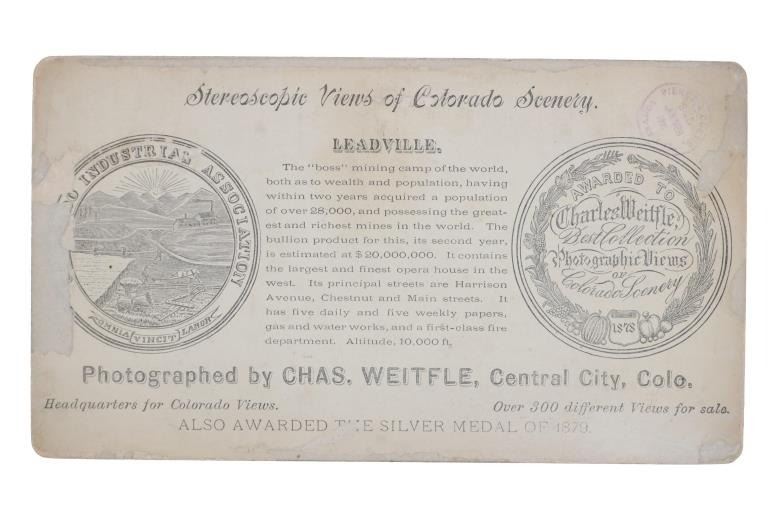 Stereoscopic Views of Colorado Scenery.
LEADVILLE.
The "boss" mining camp of the world,
both as to wealth and population, having
within two years acquired a population
of over 28,000, and possessing the great-
est and richest mines in the world. The
bullion product for this, its second year,
is estimated at $20,000,000. It contains
the largest and finest opera house in the
west. Its principal streets are Harrison
Avenue, Chestnut and Main streets. It
has five daily and five weekly papers,
gas and water works, and a first-class fire
department. Altitude, 10,000 ft.
INDUSTRIAL ASSOCIATION
OMNIA VINCIT LABOR
AWARDED TO
Charles Weitfle,
Best Collection
Photographic Views
OF
Colorado Scenery
1878
Photographed by CHAS. WEITFLE, Central City, Colo.
Headquarters for Colorado Views. Over 300 different Views for sale.
ALSO AWARDED THE SILVER MEDAL OF 1879.